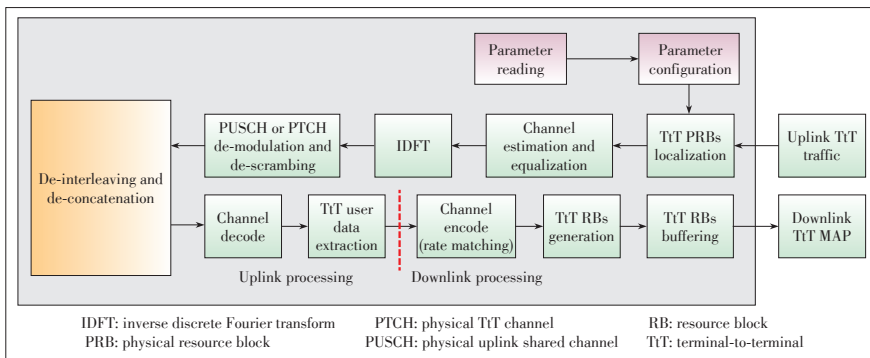 Parameter
reading
Parameter
configuration
PUSCH or PTCH
de-modulation and
de-scrambing
IDFT
Channel
estimation and
equalization
TtT PRBs
localization
Uplink TtT
traffic
De-interleaving and
de-concatenation
Channel
decode
TtT user
data
extraction
Channel
encode
(rate matching)
TtT RBs
generation
TtT RBs
buffering
Downlink
TtT MAP
Uplink processing
Downlink processing
IDFT: inverse discrete Fourier transform
PTCH: physical TtT channel
RB: resource block
PRB: physical resource block
PUSCH: physical uplink shared channel
TtT: terminal-to-terminal